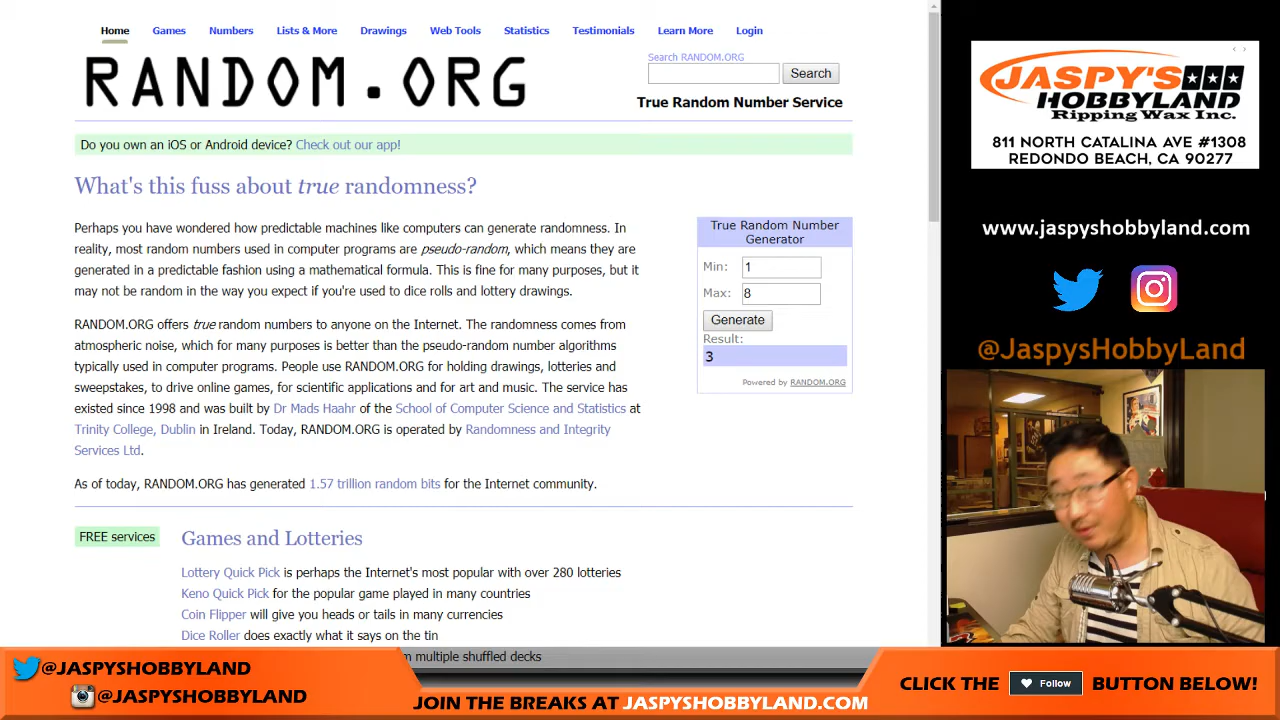 Home Games Numbers Lists & More Drawings Web Tools Statistics Testimonials Learn More Login
RANDOM.ORG
Search RANDOM.ORG
Search
True Random Number Service
Do you own an iOS or Android device? Check out our app!
What's this fuss about true randomness?
Perhaps you have wondered how predictable machines like computers can generate randomness. In
reality, most random numbers used in computer programs are pseudo-random, which means they are
generated in a predictable fashion using a mathematical formula. This is fine for many purposes, but it
may not be random in the way you expect if you're used to dice rolls and lottery drawings.
RANDOM.ORG offers true random numbers to anyone on the Internet. The randomness comes from
atmospheric noise, which for many purposes is better than the pseudo-random number algorithms
typically used in computer programs. People use RANDOM.ORG for holding drawings, lotteries and
sweepstakes, to drive online games, for scientific applications and for art and music. The service has
existed since 1998 and was built by Dr Mads Haahr of the School of Computer Science and Statistics at
Trinity College, Dublin in Ireland. Today, RANDOM.ORG is operated by Randomness and Integrity
Services Ltd.
As of today, RANDOM.ORG has generated 1.57 trillion random bits for the Internet community.
True Random Number
Generator
Min: 1
Max: 8
Generate
Result:
3
Powered by RANDOM.ORG
FREE services
Games and Lotteries
Lottery Quick Pick is perhaps the Internet's most popular with over 280 lotteries
Keno Quick Pick for the popular game played in many countries
Coin Flipper will give you heads or tails in many currencies
Dice Roller does exactly what it says on the tin
multiple shuffled decks
JASPY'S
HOBBYLAND
Ripping Wax Inc.
811 NORTH CATALINA AVE #1308
REDONDO BEACH, CA 90277
www.jaspyshobbyland.com
@JaspysHobbyLand
@JASPYSHOBBYLAND
@JASPYSHOBBYLAND
JOIN THE BREAKS AT JASPYSHOBBYLAND.COM
CLICK THE Follow BUTTON BELOW!